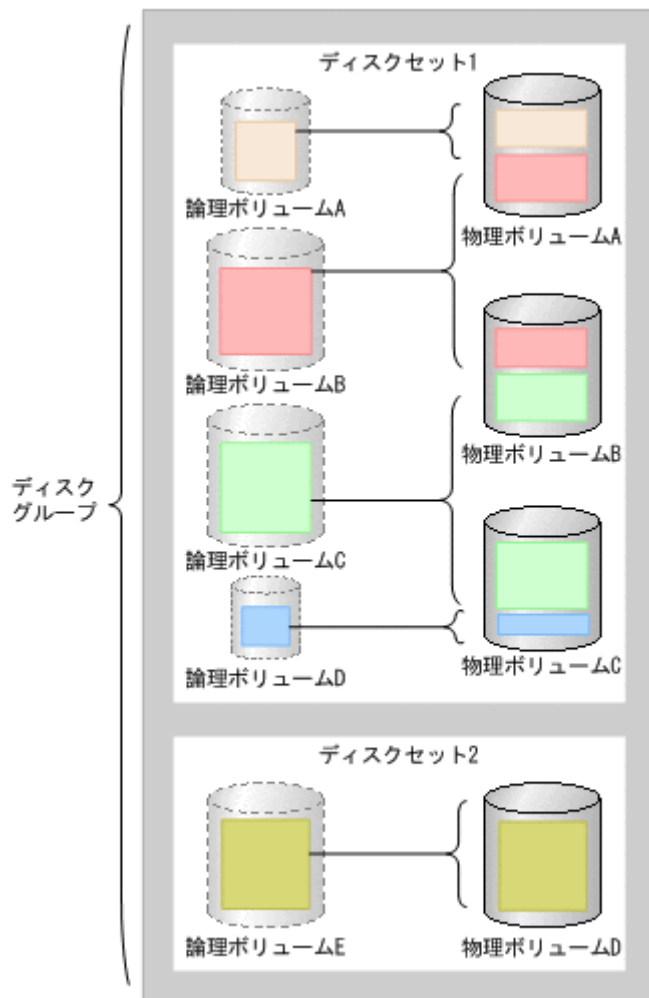 ディスクセット1
論理ボリュームA
物理ボリュームA
論理ボリュームB
物理ボリュームB
ディスク
グループ
論理ボリュームC
論理ボリュームD
物理ボリュームC
ディスクセット2
論理ボリュームE
物理ボリュームD